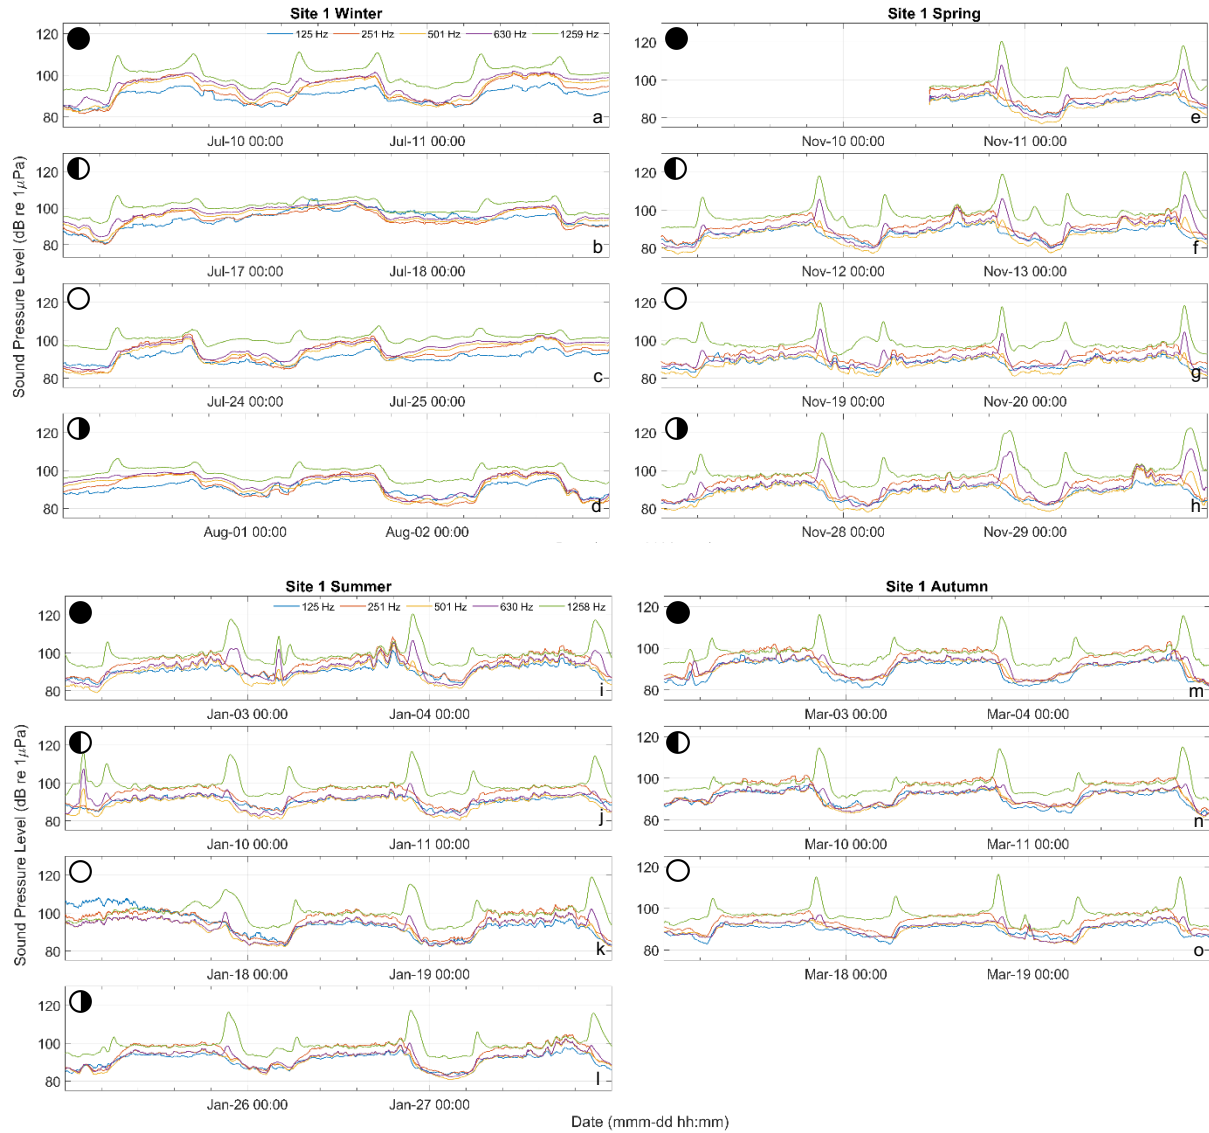 Site 1 Winter
125 Hz 251 Hz 501 Hz 630 Hz 1259 Hz
120
100
80
a
Jul-10 00:00 Jul-11 00:00
120
100
80
b
Jul-17 00:00 Jul-18 00:00
120
100
80
c
Jul-24 00:00 Jul-25 00:00
120
100
80
d
Aug-01 00:00 Aug-02 00:00
Sound Pressure Level (dB re 1μPa)
Site 1 Spring
120
100
80
e
Nov-10 00:00 Nov-11 00:00
120
100
80
f
Nov-12 00:00 Nov-13 00:00
120
100
80
g
Nov-19 00:00 Nov-20 00:00
120
100
80
h
Nov-28 00:00 Nov-29 00:00
Site 1 Summer
125 Hz 251 Hz 501 Hz 630 Hz 1258 Hz
120
100
80
i
Jan-03 00:00 Jan-04 00:00
120
100
80
j
Jan-10 00:00 Jan-11 00:00
120
100
80
k
Jan-18 00:00 Jan-19 00:00
120
100
80
l
Jan-26 00:00 Jan-27 00:00
Sound Pressure Level (dB re 1μPa)
Site 1 Autumn
120
100
80
m
Mar-03 00:00 Mar-04 00:00
120
100
80
n
Mar-10 00:00 Mar-11 00:00
120
100
80
o
Mar-18 00:00 Mar-19 00:00
Date (mmm-dd hh:mm)